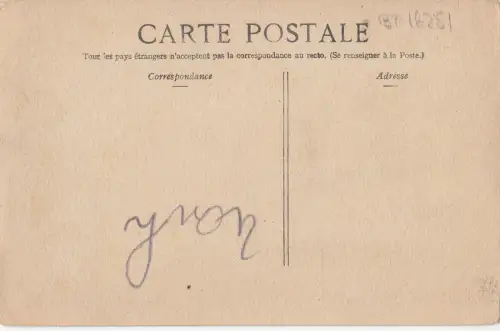 CARTE POSTALE
Tous les pays étrangers n'acceptent pas la correspondance au recto. (Se renseigner à la Poste.)
Correspondance
Adresse